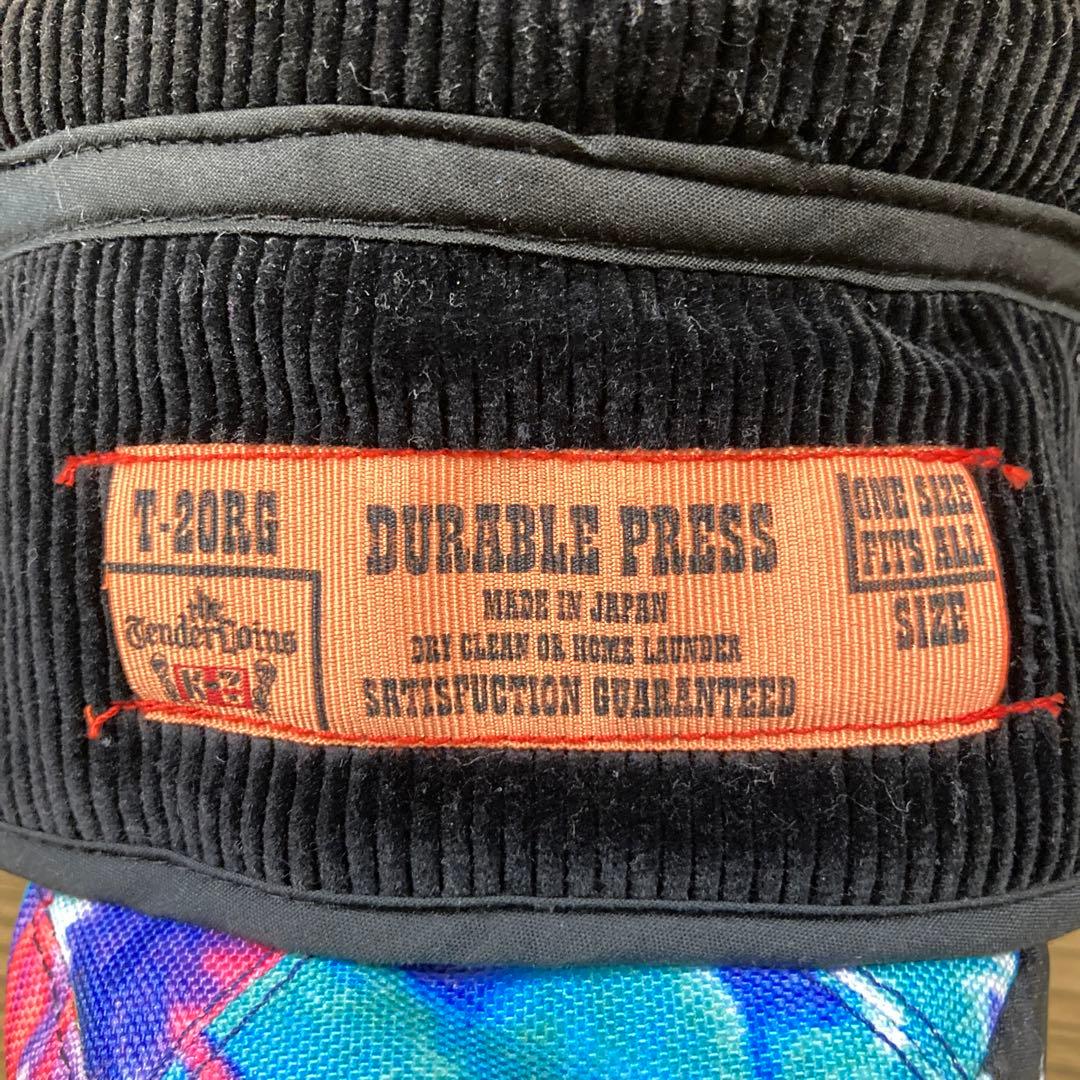 T-20RG
The
TenderLoins
K-?
DURABLE PRESS
MADE IN JAPAN
DRY CLEAN OR HOME LAUNDER
SATISFUCTION GUARANTEED
ONE SIZE
FITS ALL
SIZE